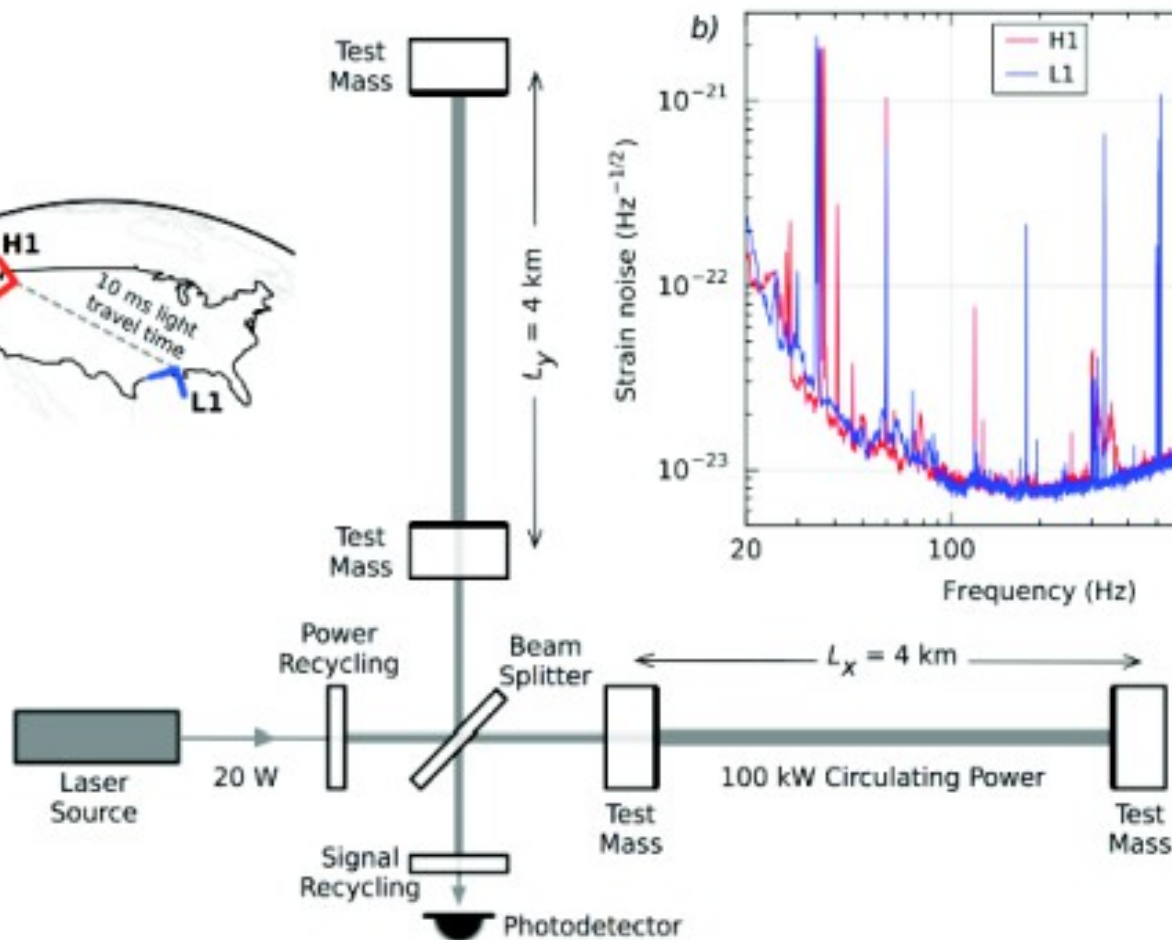 Test
Mass
b)
H1
L1
10⁻²¹
10⁻²²
10⁻²³
Strain noise (Hz⁻¹/²)
20
100
Frequency (Hz)
H1
10 ms light
travel time
L1
Ly = 4 km
Test
Mass
Power
Recycling
Beam
Splitter
Lx = 4 km
Laser
Source
20 W
100 kW Circulating Power
Test
Mass
Test
Mass
Signal
Recycling
Photodetector